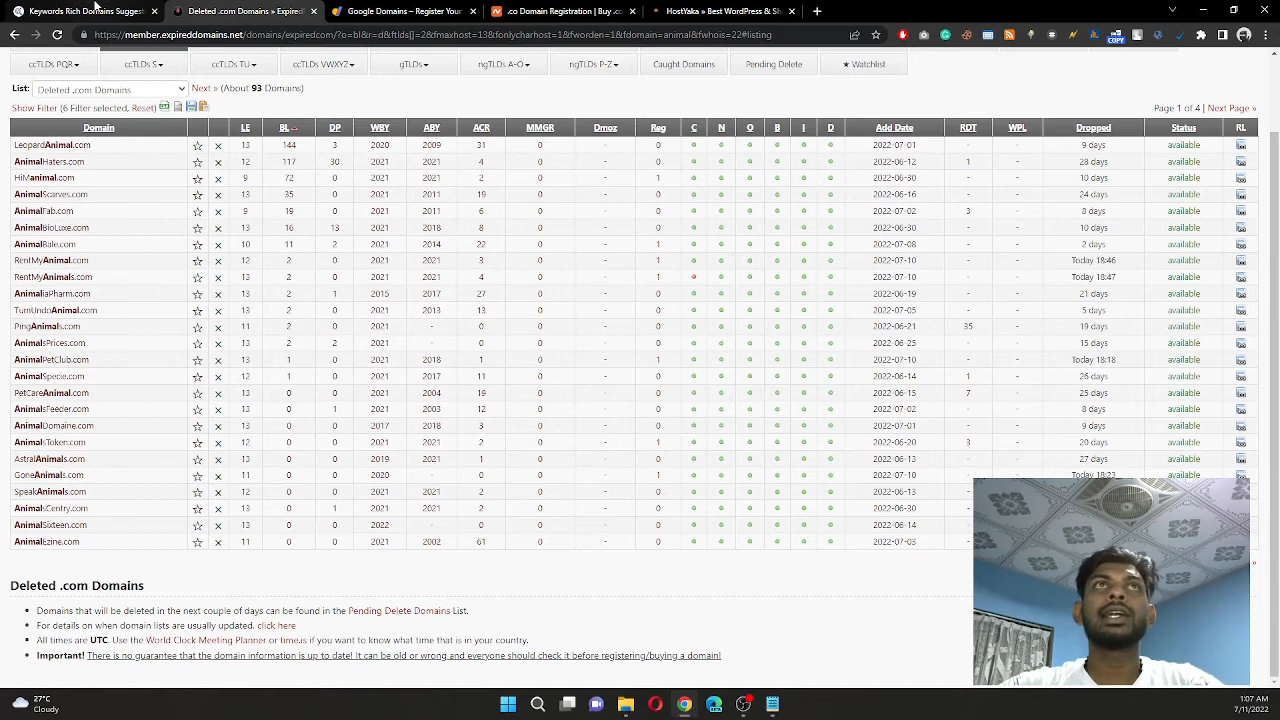 Keywords Rich Domains Suggest
Deleted .com Domains » Expired
Google Domains – Register Your
.co Domain Registration | Buy .co
HostYaka » Best WordPress & Sh
https://member.expireddomains.net/domains/expiredcom/?o=bl&r=d&ftlds[]=2&fmaxhost=13&fonlycharhost=1&fworden=1&fdomain=animal&fwhois=22#listing
ccTLDs PQR ccTLDs S ccTLDs TU ccTLDs VWXYZ gTLDs ngTLDs A-O ngTLDs P-Z Caught Domains Pending Delete ★ Watchlist
List: Deleted .com Domains Next » (About 93 Domains)
Show Filter (6 Filter selected, Reset) Page 1 of 4 | Next Page »
Domain LE BL DP WBY ABY ACR MMGR Dmoz Reg C N O B I D Add Date RDT WPL Dropped Status RL
LeopardAnimal.com 13 144 3 2020 2009 31 0 - 0 2022-07-01 - - 9 days available
AnimalHaters.com 12 117 30 2021 2021 4 0 - 0 2022-06-12 1 - 28 days available
HiManimal.com 9 72 0 2021 2021 2 0 - 1 2022-06-30 - - 10 days available
AnimalScarves.com 13 35 0 2021 2011 19 0 - 0 2022-06-16 - - 24 days available
AnimalFab.com 9 19 0 2021 2011 6 0 - 0 2022-07-02 3 - 8 days available
AnimalBioLuxe.com 13 16 13 2021 2018 8 0 - 0 2022-06-30 - - 10 days available
AnimalBale.com 10 11 2 2021 2014 22 0 - 1 2022-07-08 - - 2 days available
RentMyAnimal.com 12 2 0 2021 2021 3 0 - 1 2022-07-10 - - Today 18:46 available
RentMyAnimals.com 13 2 0 2021 2021 4 0 - 1 2022-07-10 - - Today 18:47 available
AnimaliaPharm.com 13 2 1 2015 2017 27 0 - 0 2022-06-19 - - 21 days available
TumUndoAnimal.com 13 2 0 2021 2013 13 0 - 0 2022-07-05 - - 5 days available
PingAnimals.com 11 2 0 2021 - 0 0 - 0 2022-06-21 35 - 19 days available
AnimalsPrices.com 13 2 2 2021 - 0 0 - 0 2022-06-25 - - 15 days available
AnimalPetClub.com 13 1 0 2021 2018 1 0 - 1 2022-07-10 - - Today 18:18 available
AnimalSpecie.com 12 1 0 2021 2017 11 0 - 0 2022-06-14 1 - 26 days available
PetCareAnimal.com 13 0 0 2021 2004 19 0 - 0 2022-06-15 7 - 25 days available
AnimalsFeeder.com 13 0 1 2021 2004 12 0 - 0 2022-07-02 - - 8 days available
AnimalDomaine.com 13 0 0 2017 2018 3 0 - 0 2022-07-01 - - 9 days available
AnimalsToken.com 12 0 0 2021 2021 2 0 - 1 2022-06-20 3 - 20 days available
AstralAnimals.com 13 0 0 2019 2021 1 0 - 0 2022-06-13 - - 27 days available
GoneAnimals.com 11 0 0 2020 - 0 0 - 1 2022-07-10 - - Today 18:23 available
SpeakAnimals.com 12 0 0 2021 2021 2 0 - 0 2022-06-13 -
AnimalsCentry.com 13 0 1 2021 2021 2 0 - 0 2022-06-30 -
AnimalSixteen.com 13 0 0 2022 - 0 0 - 0 2022-06-14 -
AnimalEzine.com 11 0 0 2021 2002 61 0 - 0 2022-07-03 -
»
Deleted .com Domains
Domains that will be deleted in the next couple of days can be found in the Pending Delete Domains List.
For details on when domain lists are usually updated. click here
All times are UTC. Use the World Clock Meeting Planner or time.is if you want to know what time that is in your country.
Important! There is no guarantee that the domain information is up to date! It can be old or wrong and everyone should check it before registering/buying a domain!
27°C
Cloudy
1:07 AM
7/11/2022